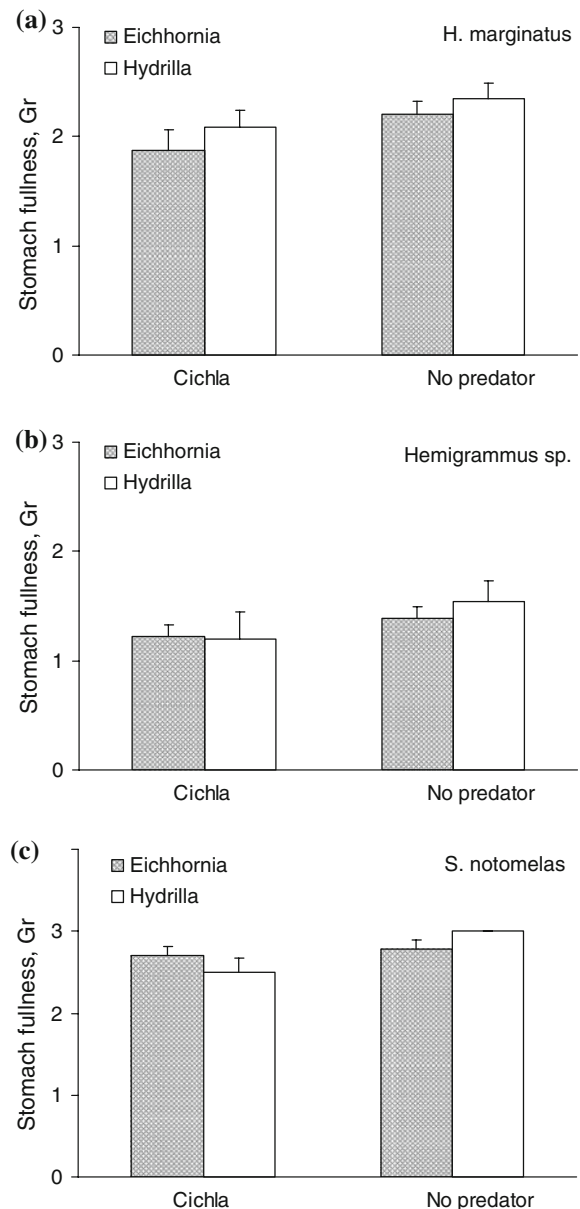 (a)
3
Eichhornia
H. marginatus
Hydrilla
2
1
0
Stomach fullness, Gr
Cichla
No predator
(b)
3
Eichhornia
Hemigrammus sp.
Hydrilla
2
1
0
Stomach fullness, Gr
Cichla
No predator
(c)
Eichhornia
S. notomelas
Hydrilla
3
2
1
0
Stomach fullness, Gr
Cichla
No predator